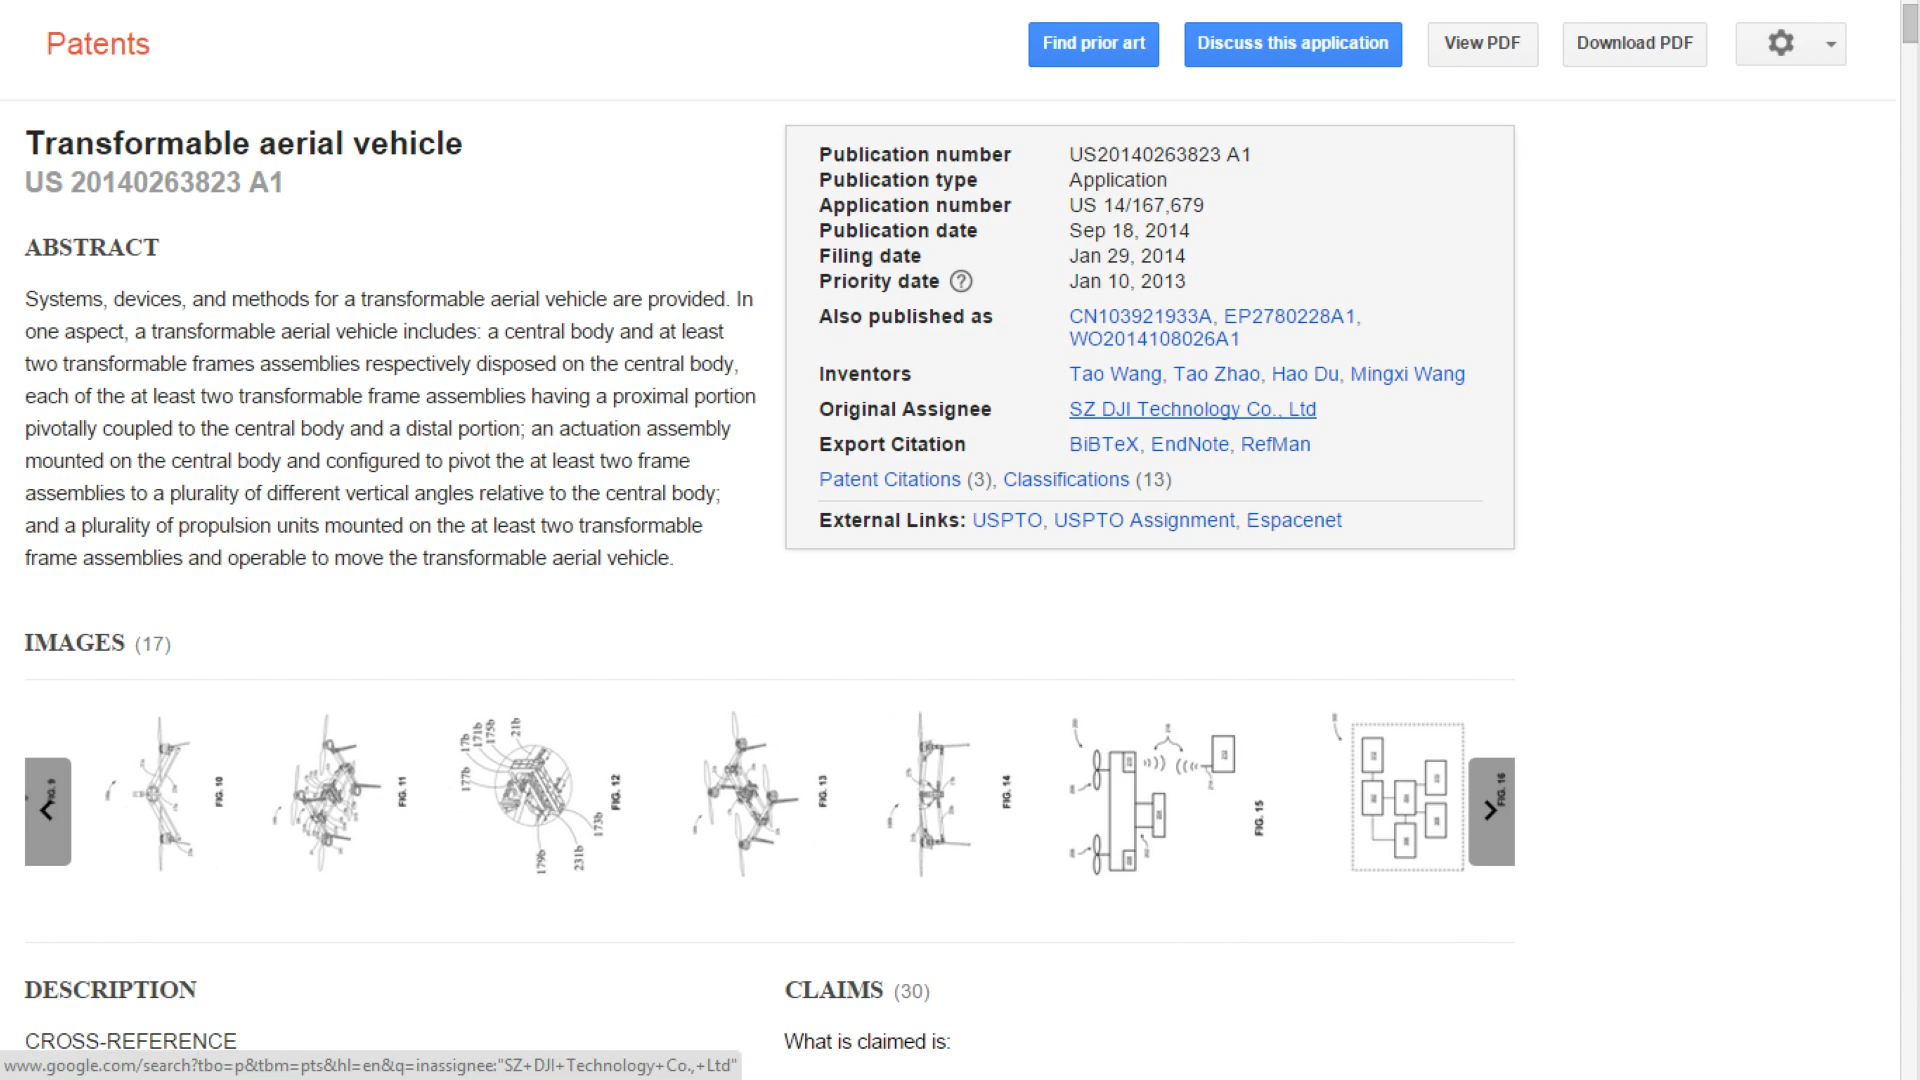 Patents
Find prior art
Discuss this application
View PDF
Download PDF
Transformable aerial vehicle
US 20140263823 A1
ABSTRACT
Systems, devices, and methods for a transformable aerial vehicle are provided. In
one aspect, a transformable aerial vehicle includes: a central body and at least
two transformable frames assemblies respectively disposed on the central body,
each of the at least two transformable frame assemblies having a proximal portion
pivotally coupled to the central body and a distal portion; an actuation assembly
mounted on the central body and configured to pivot the at least two frame
assemblies to a plurality of different vertical angles relative to the central body;
and a plurality of propulsion units mounted on the at least two transformable
frame assemblies and operable to move the transformable aerial vehicle.
Publication number US20140263823 A1
Publication type Application
Application number US 14/167,679
Publication date Sep 18, 2014
Filing date Jan 29, 2014
Priority date ? Jan 10, 2013
Also published as CN103921933A, EP2780228A1,
WO2014108026A1
Inventors Tao Wang, Tao Zhao, Hao Du, Mingxi Wang
Original Assignee SZ DJI Technology Co., Ltd
Export Citation BiBTeX, EndNote, RefMan
Patent Citations (3), Classifications (13)
External Links: USPTO, USPTO Assignment, Espacenet
IMAGES (17)
FIG. 9
FIG. 10
FIG. 11
17b
171b
175b
21b
177b
173b
179b
231b
FIG. 12
FIG. 13
FIG. 14
FIG. 15
FIG. 16
DESCRIPTION
CROSS-REFERENCE
CLAIMS (30)
What is claimed is:
www.google.com/search?tbo=p&tbm=pts&hl=en&q=inassignee:"SZ+DJI+Technology+Co.,+Ltd"